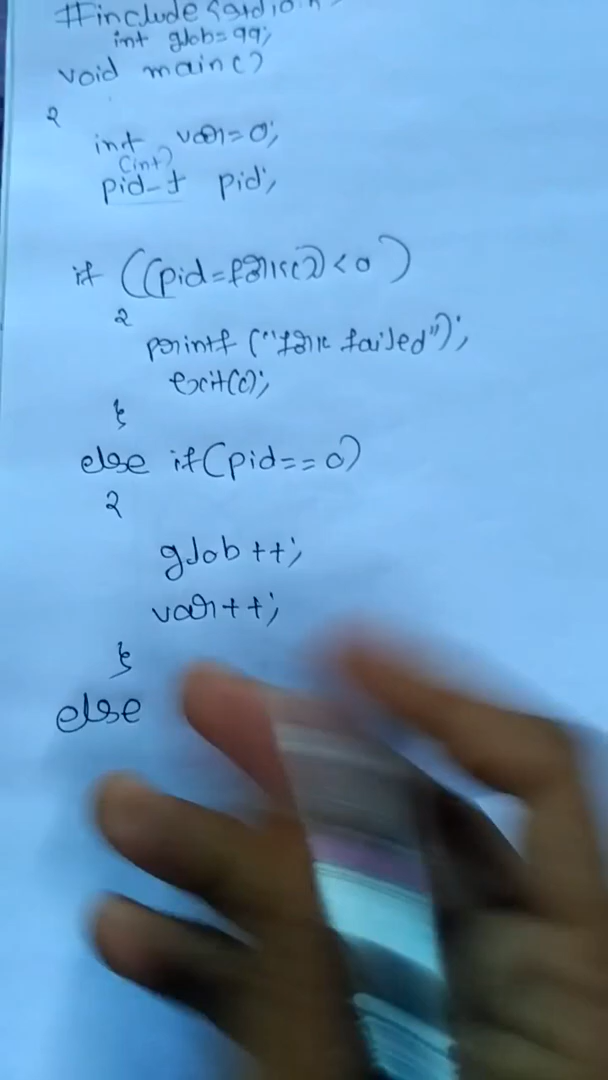 #include<stdio.h>
int glob=99;
void main()
{
int var=0;
(int)
pid_t pid;
if ((pid=fork())<0)
{
printf ("fork failed");
exit(0);
}
else if(pid==0)
{
glob++;
var++;
}
else